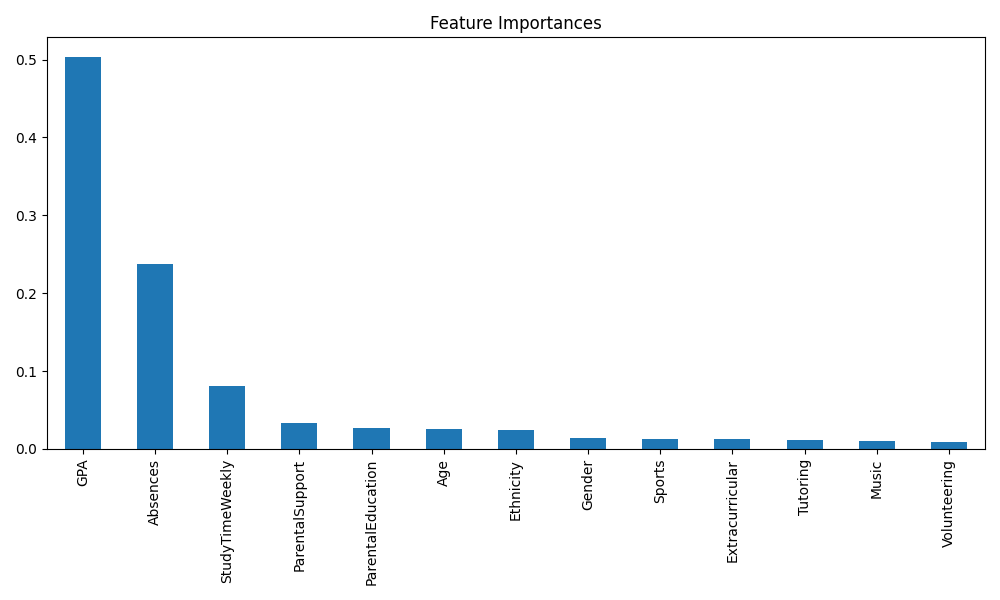 Feature Importances
0.5
0.4
0.3
0.2
0.1
0.0
GPA
Absences
StudyTimeWeekly
ParentalSupport
ParentalEducation
Age
Ethnicity
Gender
Sports
Extracurricular
Tutoring
Music
Volunteering